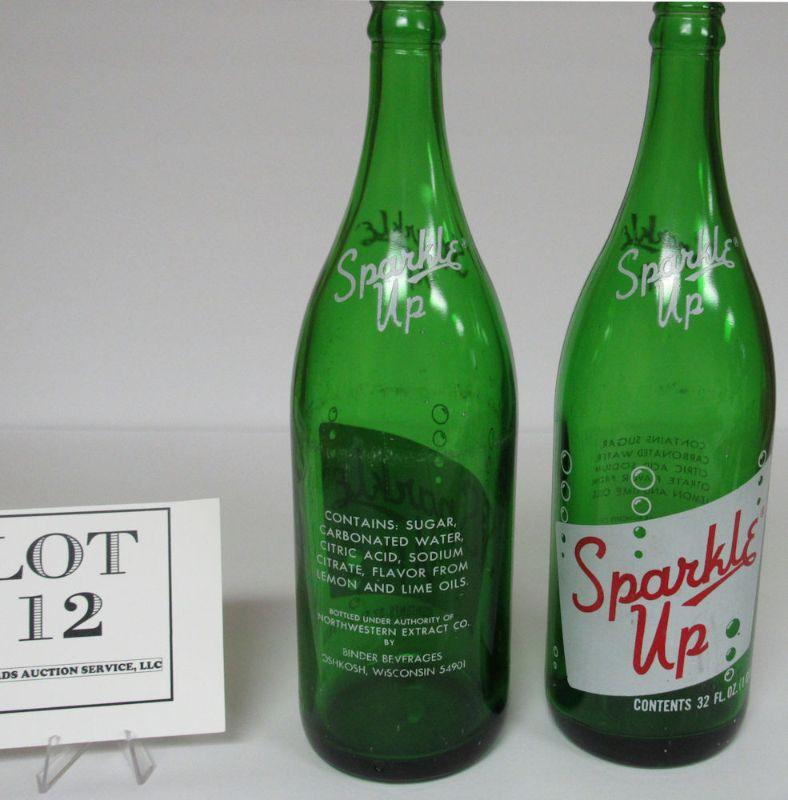 LOT
12
ADS AUCTION SERVICE, LLC
Sparkle
Up
CONTAINS: SUGAR,
CARBONATED WATER,
CITRIC ACID, SODIUM
CITRATE, FLAVOR FROM
LEMON AND LIME OILS.
BOTTLED UNDER AUTHORITY OF
NORTHWESTERN EXTRACT CO.
BY
BINDER BEVERAGES
OSHKOSH, WISCONSIN 54901
Sparkle®
Up
Sparkle®
Up
CONTENTS 32 FL. OZ.